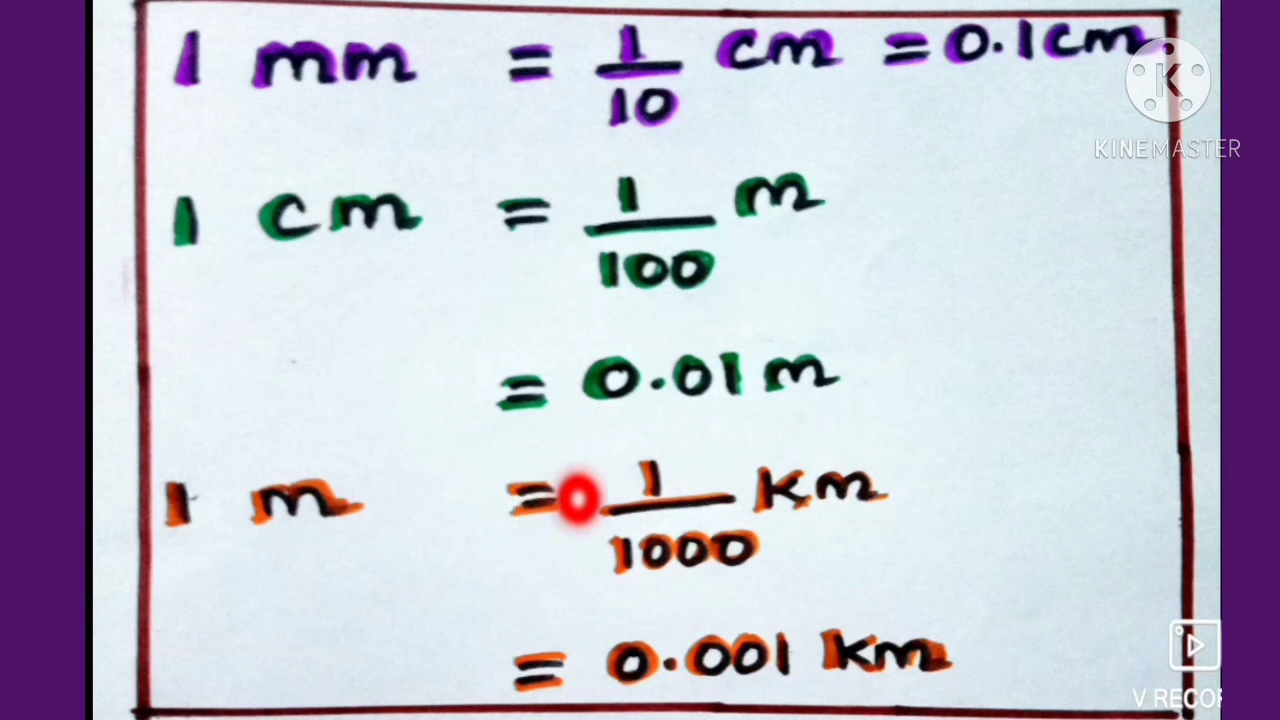 1 mm = 1/10 cm = 0.1cm
KINEMASTER
1 cm = 1/100 m
= 0.01 m
1 m = 1/1000 km
= 0.001 km
V RECOR